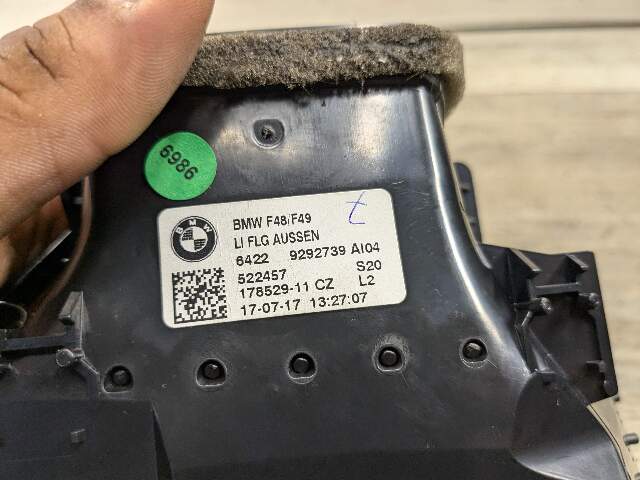 6986
BMW
BMW F48/F49
LI FLG AUSSEN
6422 9292739 AI04
522457 S20
178529-11 CZ L2
17-07-17 13:27:07